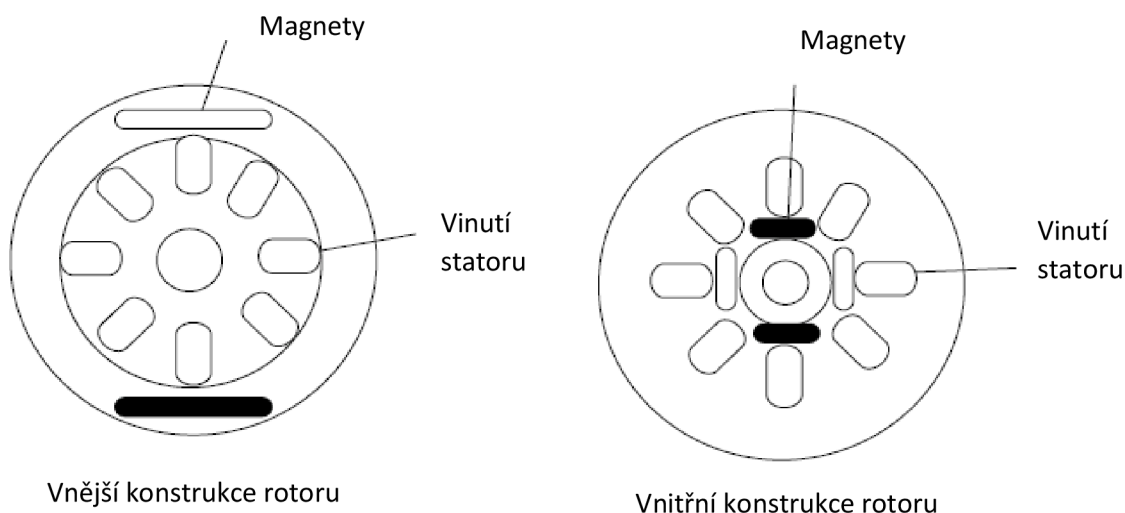 Magnety
Vinutí
statoru
Vnější konstrukce rotoru
Magnety
Vinutí
statoru
Vnitřní konstrukce rotoru